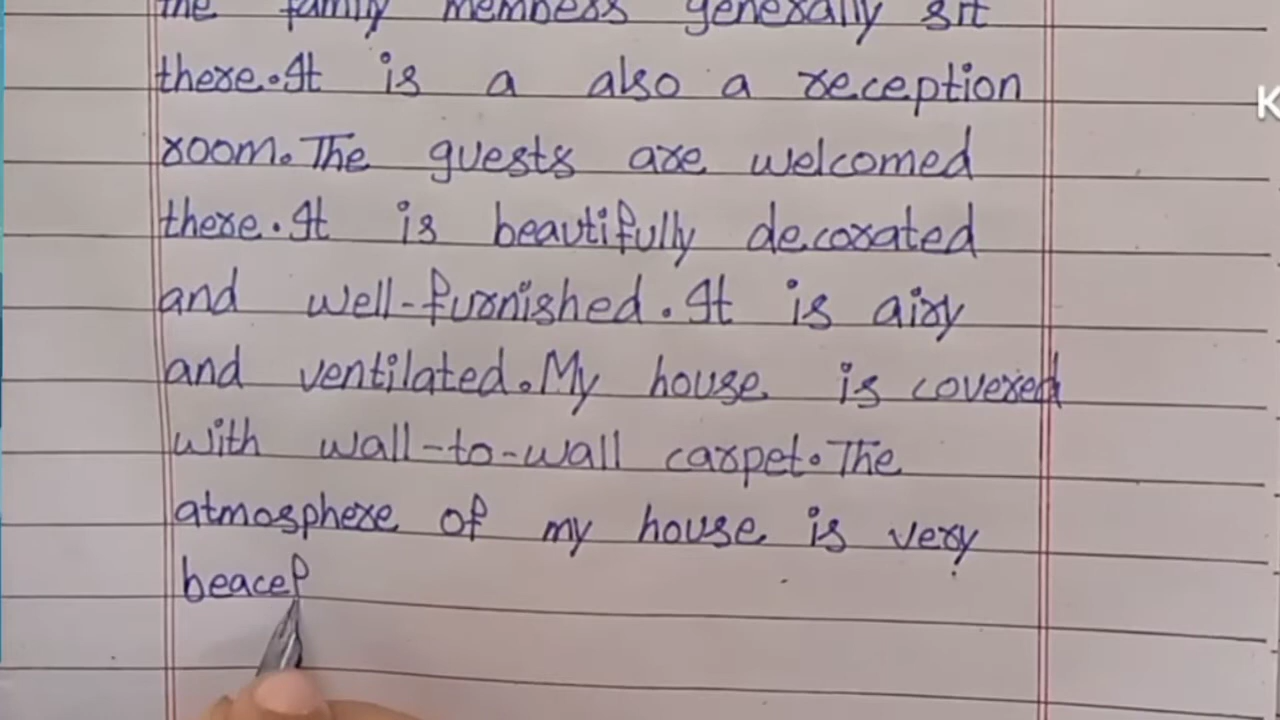 the family members generally sit
there.It is a also a reception
room.The guests are welcomed
there.It is beautifully decorated
and well-furnished.It is airy
and ventilated.My house is covered
with wall-to-wall carpet.The
atmosphere of my house is very
beacef
K